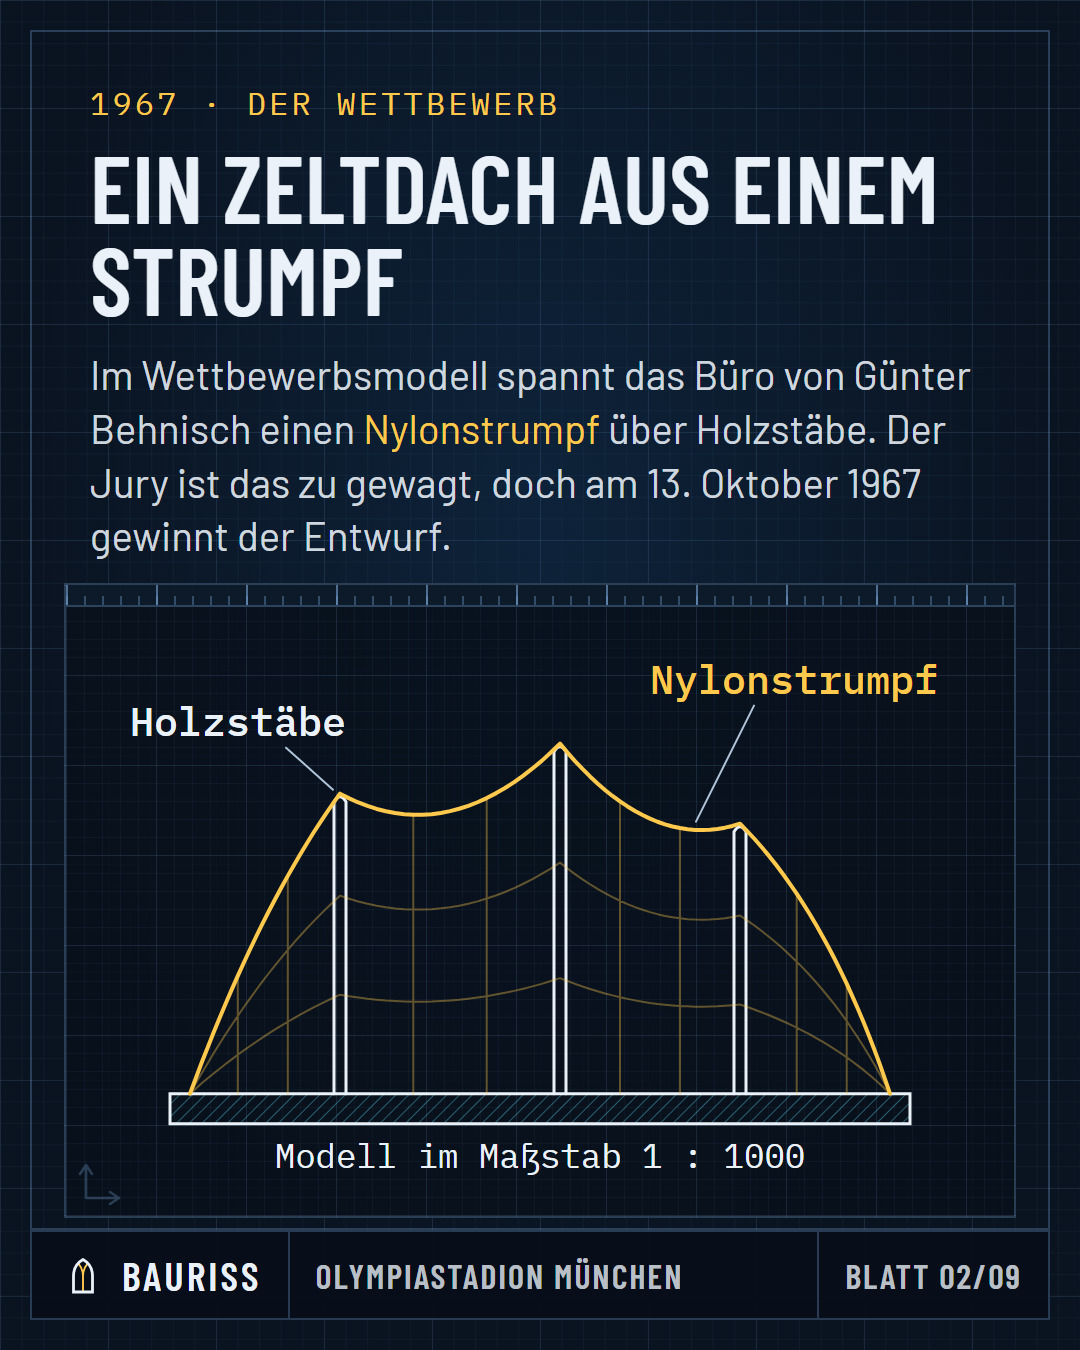 1967 · DER WETTBEWERB
EIN ZELTDACH AUS EINEM
STRUMPF
Im Wettbewerbsmodell spannt das Büro von Günter
Behnisch einen Nylonstrumpf über Holzstäbe. Der
Jury ist das zu gewagt, doch am 13. Oktober 1967
gewinnt der Entwurf.
Nylonstrumpf
Holzstäbe
Modell im Maßstab 1 : 1000
BAURISS
OLYMPIASTADION MÜNCHEN
BLATT 02/09